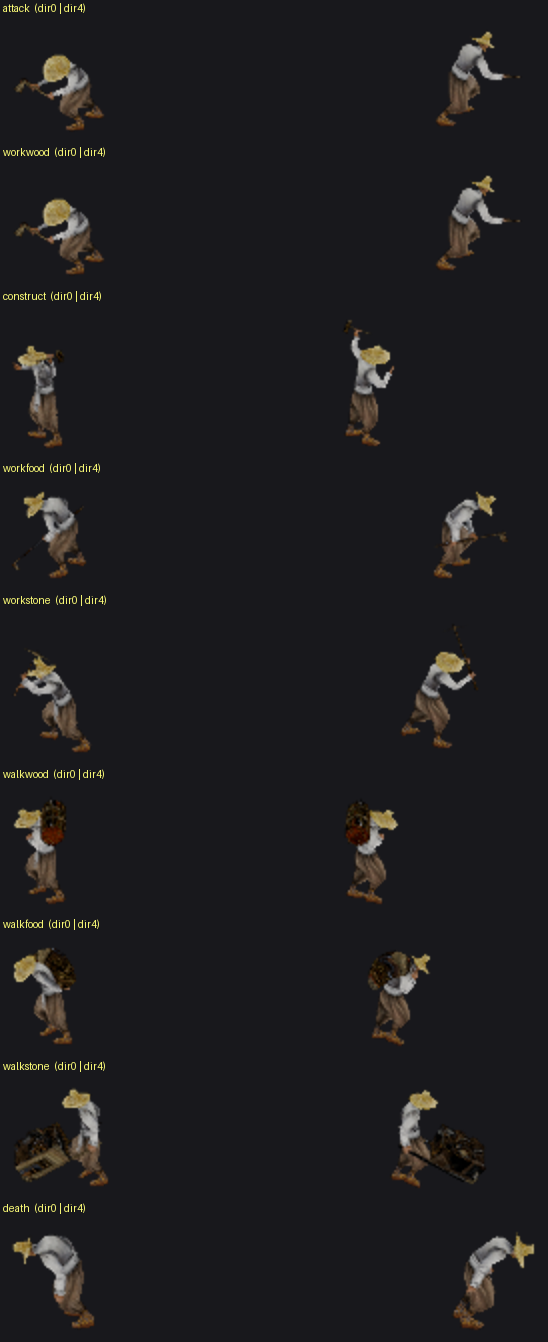 attack (dir0 | dir4)
workwood (dir0 | dir4)
construct (dir0 | dir4)
workfood (dir0 | dir4)
workstone (dir0 | dir4)
walkwood (dir0 | dir4)
walkfood (dir0 | dir4)
walkstone (dir0 | dir4)
death (dir0 | dir4)